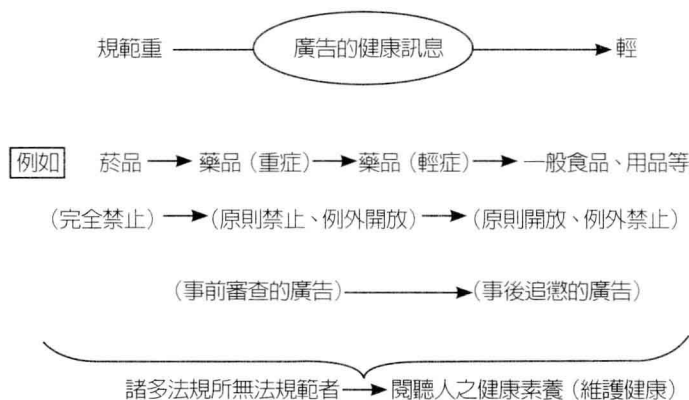 規範重 廣告的健康訊息 輕
例如 菸品 藥品（重症） 藥品（輕症） 一般食品、用品等
（完全禁止） （原則禁止、例外開放） （原則開放、例外禁止）
（事前審查的廣告） （事後追懲的廣告）
諸多法規所無法規範者 閱聽人之健康素養（維護健康）